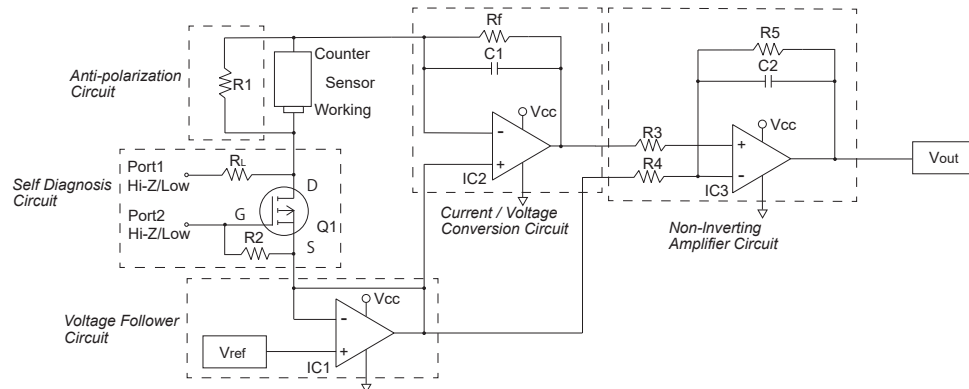 Anti-polarization
Circuit
R1
Counter
Sensor
Working
Rf
C1
Vcc
-
+
IC2
Current / Voltage
Conversion Circuit
R5
C2
Vcc
R3
R4
+
-
IC3
Non-Inverting
Amplifier Circuit
Vout
Self Diagnosis
Circuit
Port1
Hi-Z/Low
RL
D
Port2
Hi-Z/Low
G
Q1
R2
S
Voltage Follower
Circuit
Vcc
-
+
Vref
IC1